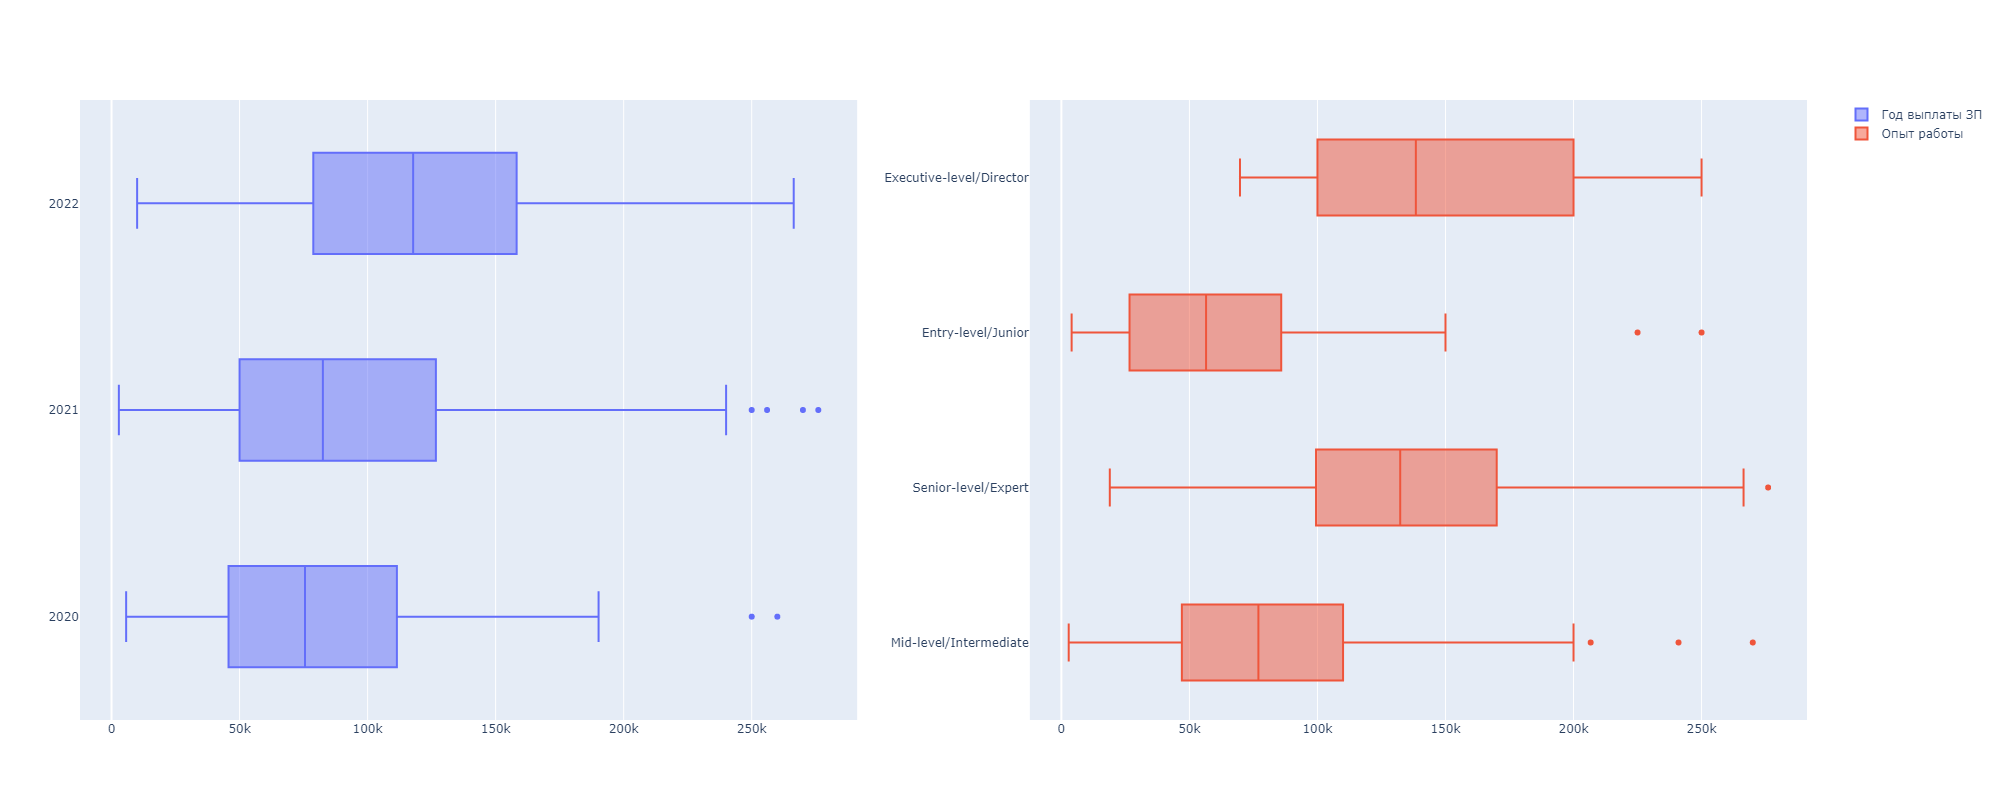 2022
2021
2020
0 50k 100k 150k 200k 250k
Executive-level/Director
Entry-level/Junior
Senior-level/Expert
Mid-level/Intermediate
0 50k 100k 150k 200k 250k
Год выплаты ЗП
Опыт работы